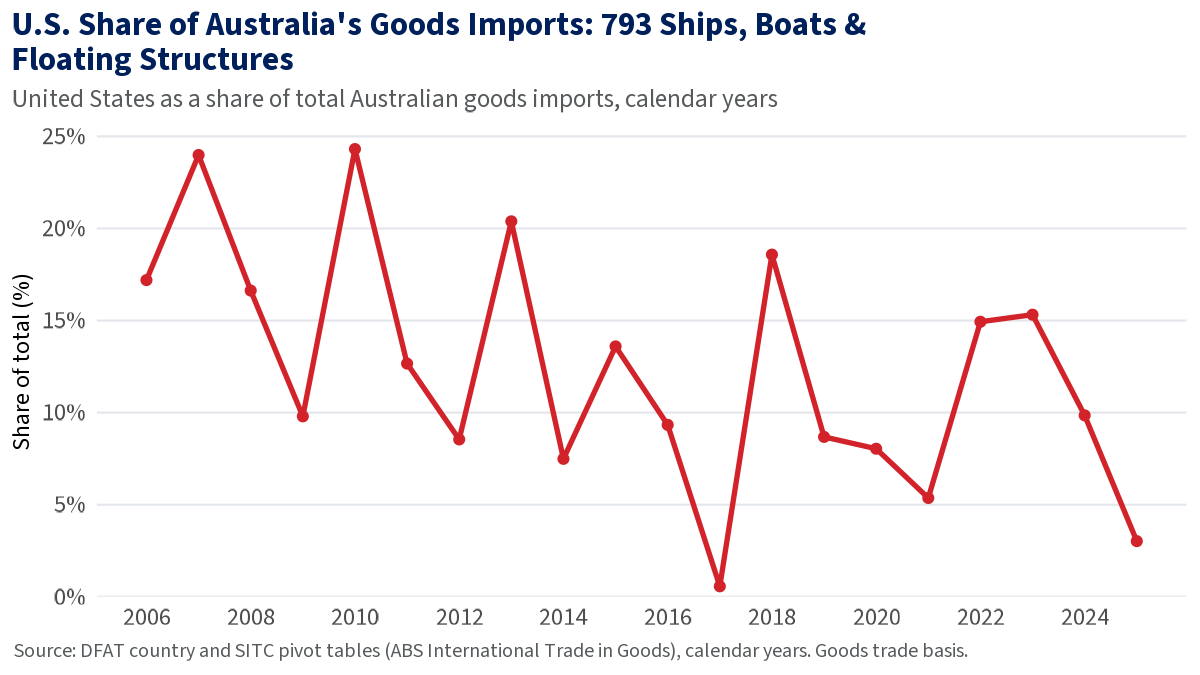 U.S. Share of Australia's Goods Imports: 793 Ships, Boats &
Floating Structures
United States as a share of total Australian goods imports, calendar years
Share of total (%)
25%
20%
15%
10%
5%
0%
2006 2008 2010 2012 2014 2016 2018 2020 2022 2024
Source: DFAT country and SITC pivot tables (ABS International Trade in Goods), calendar years. Goods trade basis.